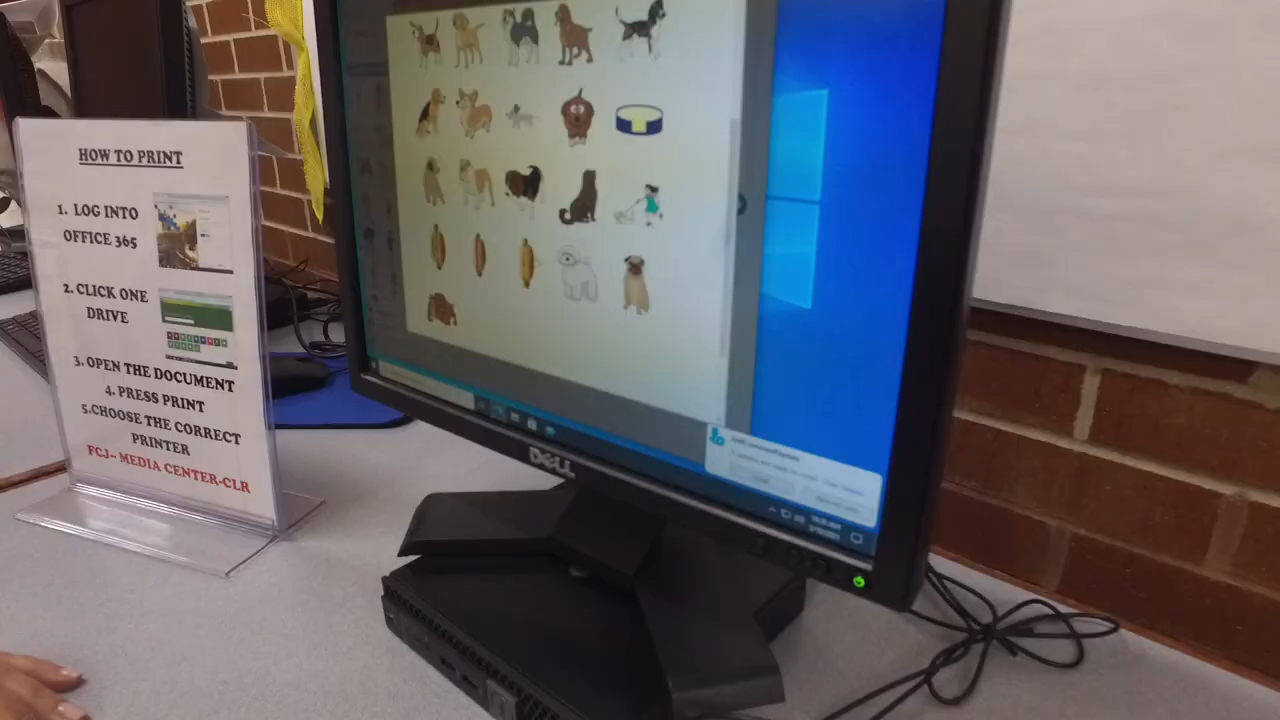 HOW TO PRINT
1. LOG INTO
OFFICE 365
2. CLICK ONE
DRIVE
3. OPEN THE DOCUMENT
4. PRESS PRINT
5.CHOOSE THE CORRECT
PRINTER
FCJ- MEDIA CENTER-CLR
DELL